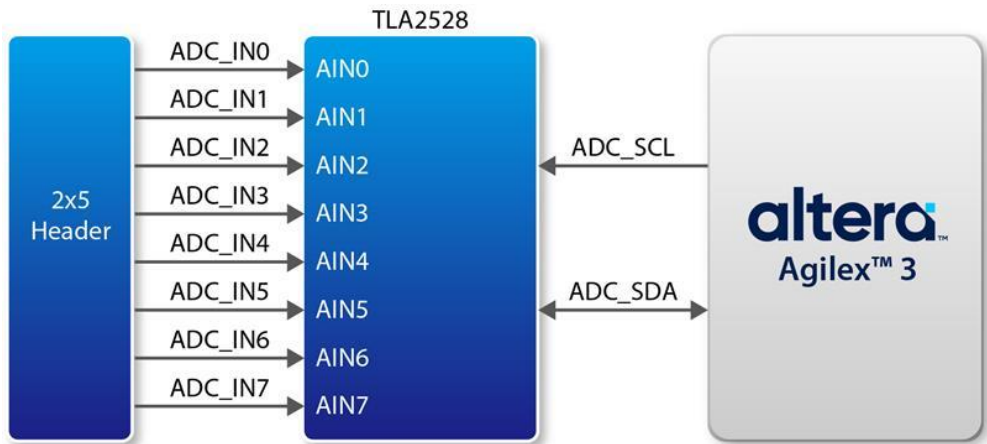 TLA2528
ADC_IN0
AIN0
ADC_IN1
AIN1
ADC_IN2
AIN2
ADC_SCL
2x5
Header
ADC_IN3
AIN3
altera™
Agilex™ 3
ADC_IN4
AIN4
ADC_IN5
AIN5
ADC_SDA
ADC_IN6
AIN6
ADC_IN7
AIN7